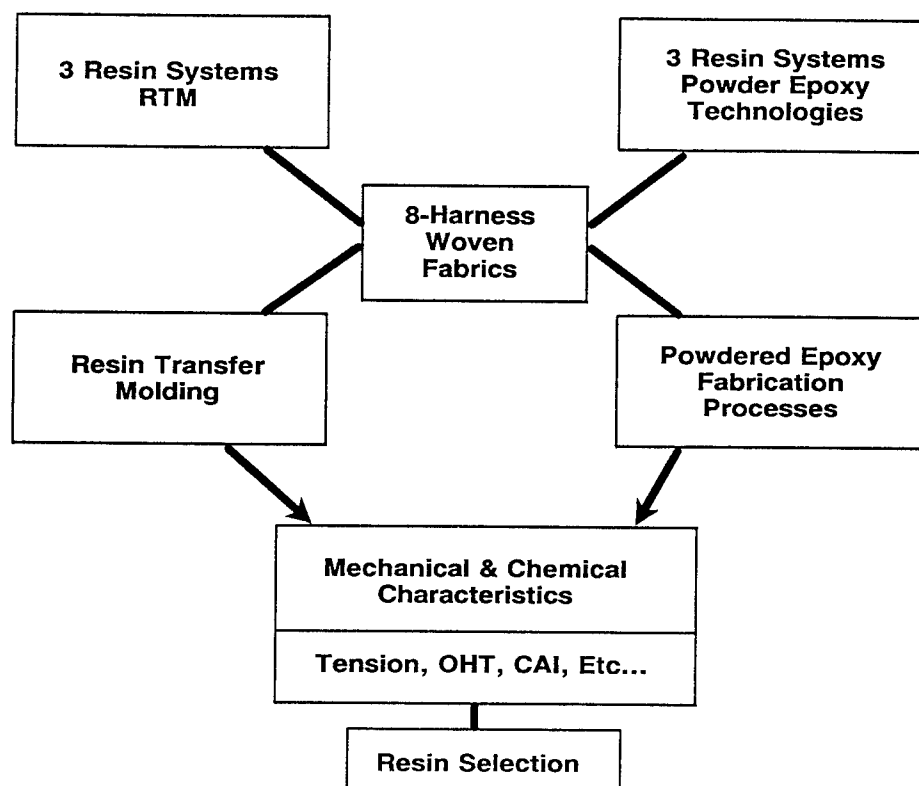 3 Resin Systems
RTM
3 Resin Systems
Powder Epoxy
Technologies
8-Harness
Woven
Fabrics
Resin Transfer
Molding
Powdered Epoxy
Fabrication
Processes
Mechanical & Chemical
Characteristics
Tension, OHT, CAI, Etc...
Resin Selection